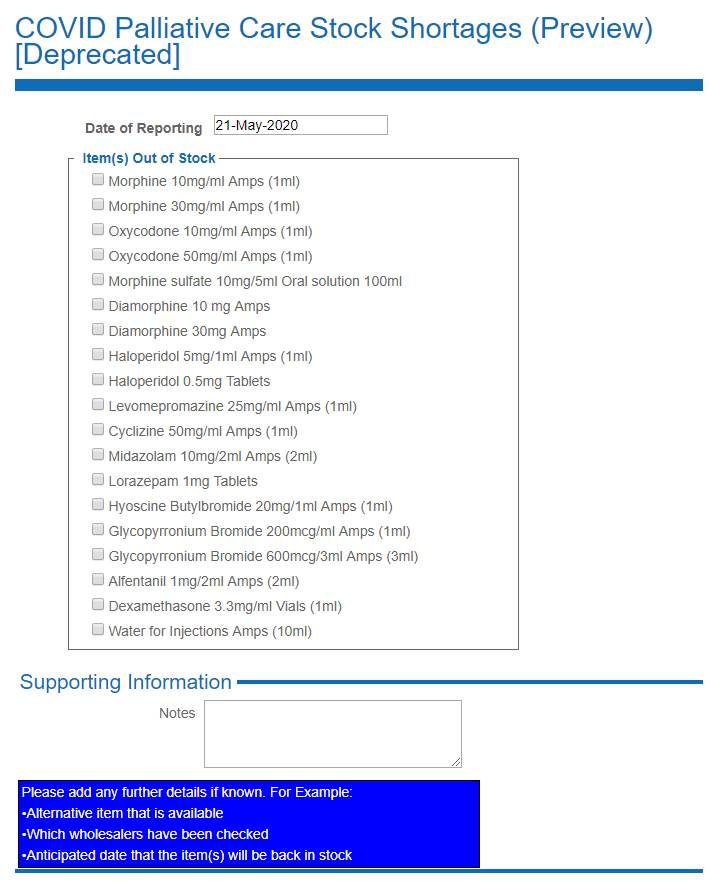 COVID Palliative Care Stock Shortages (Preview)
[Deprecated]
Date of Reporting 21-May-2020
Item(s) Out of Stock
Morphine 10mg/ml Amps (1ml)
Morphine 30mg/ml Amps (1ml)
Oxycodone 10mg/ml Amps (1ml)
Oxycodone 50mg/ml Amps (1ml)
Morphine sulfate 10mg/5ml Oral solution 100ml
Diamorphine 10 mg Amps
Diamorphine 30mg Amps
Haloperidol 5mg/1ml Amps (1ml)
Haloperidol 0.5mg Tablets
Levomepromazine 25mg/ml Amps (1ml)
Cyclizine 50mg/ml Amps (1ml)
Midazolam 10mg/2ml Amps (2ml)
Lorazepam 1mg Tablets
Hyoscine Butylbromide 20mg/1ml Amps (1ml)
Glycopyrronium Bromide 200mcg/ml Amps (1ml)
Glycopyrronium Bromide 600mcg/3ml Amps (3ml)
Alfentanil 1mg/2ml Amps (2ml)
Dexamethasone 3.3mg/ml Vials (1ml)
Water for Injections Amps (10ml)
Supporting Information
Notes
Please add any further details if known. For Example:
•Alternative item that is available
•Which wholesalers have been checked
•Anticipated date that the item(s) will be back in stock